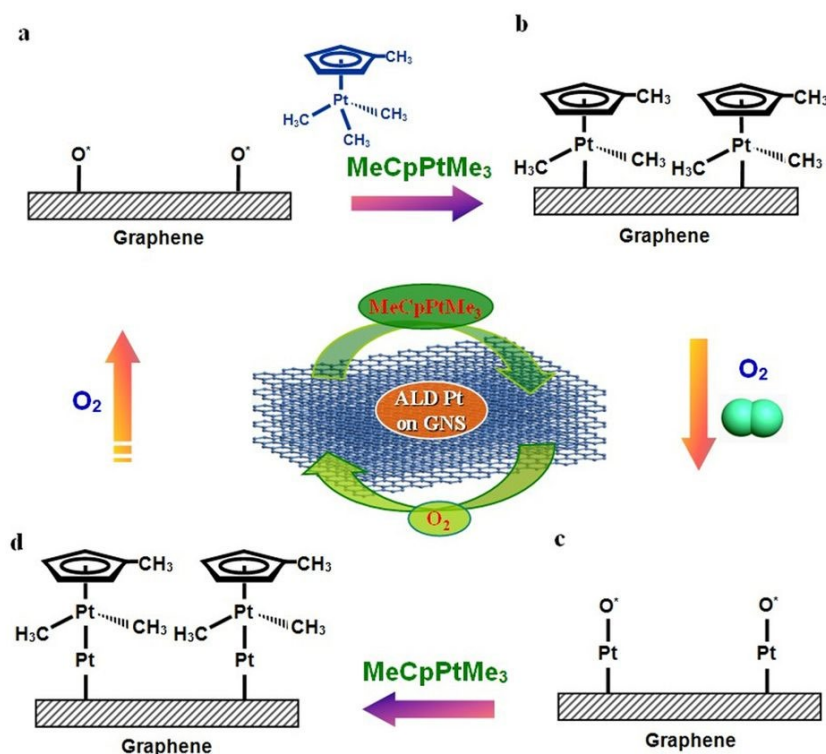 a
O*
O*
Graphene
CH₃
Pt
H₃C
CH₃
CH₃
MeCpPtMe₃
b
CH₃
CH₃
Pt
Pt
H₃C
CH₃
H₃C
CH₃
Graphene
O₂
MeCpPtMe₃
ALD Pt
on GNS
O₂
O₂
d
CH₃
CH₃
Pt
Pt
H₃C
CH₃
H₃C
CH₃
Pt
Pt
Graphene
MeCpPtMe₃
c
O*
O*
Pt
Pt
Graphene